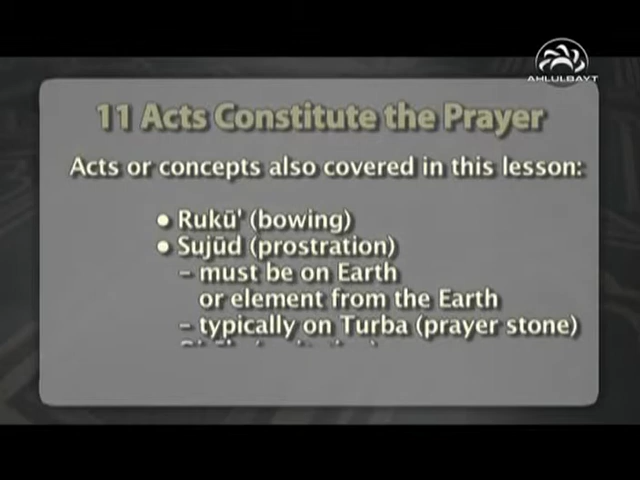 AHLULBAYT
11 Acts Constitute the Prayer
Acts or concepts also covered in this lesson:
• Rukū' (bowing)
• Sujūd (prostration)
– must be on Earth
or element from the Earth
– typically on Turba (prayer stone)